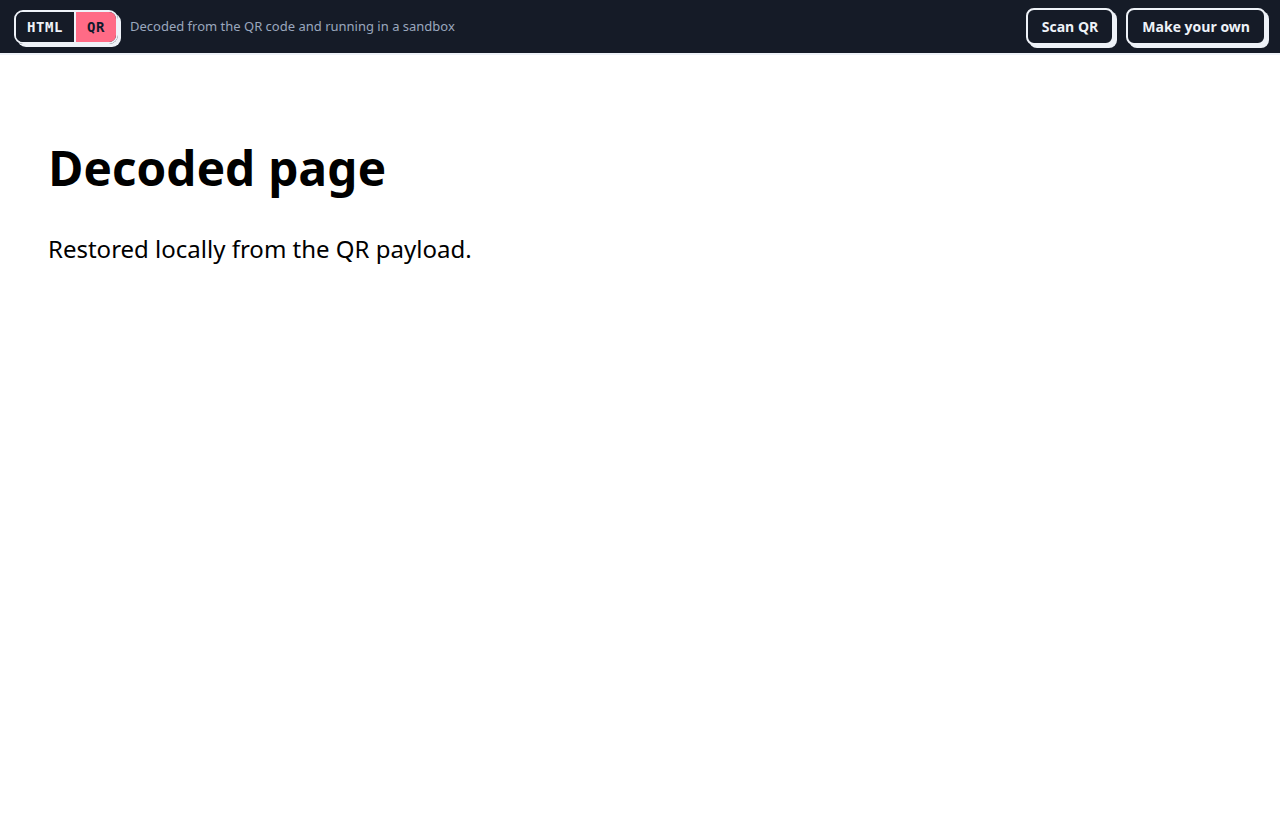 HTML QR Decoded from the QR code and running in a sandbox Scan QR Make your own
Decoded page
Restored locally from the QR payload.